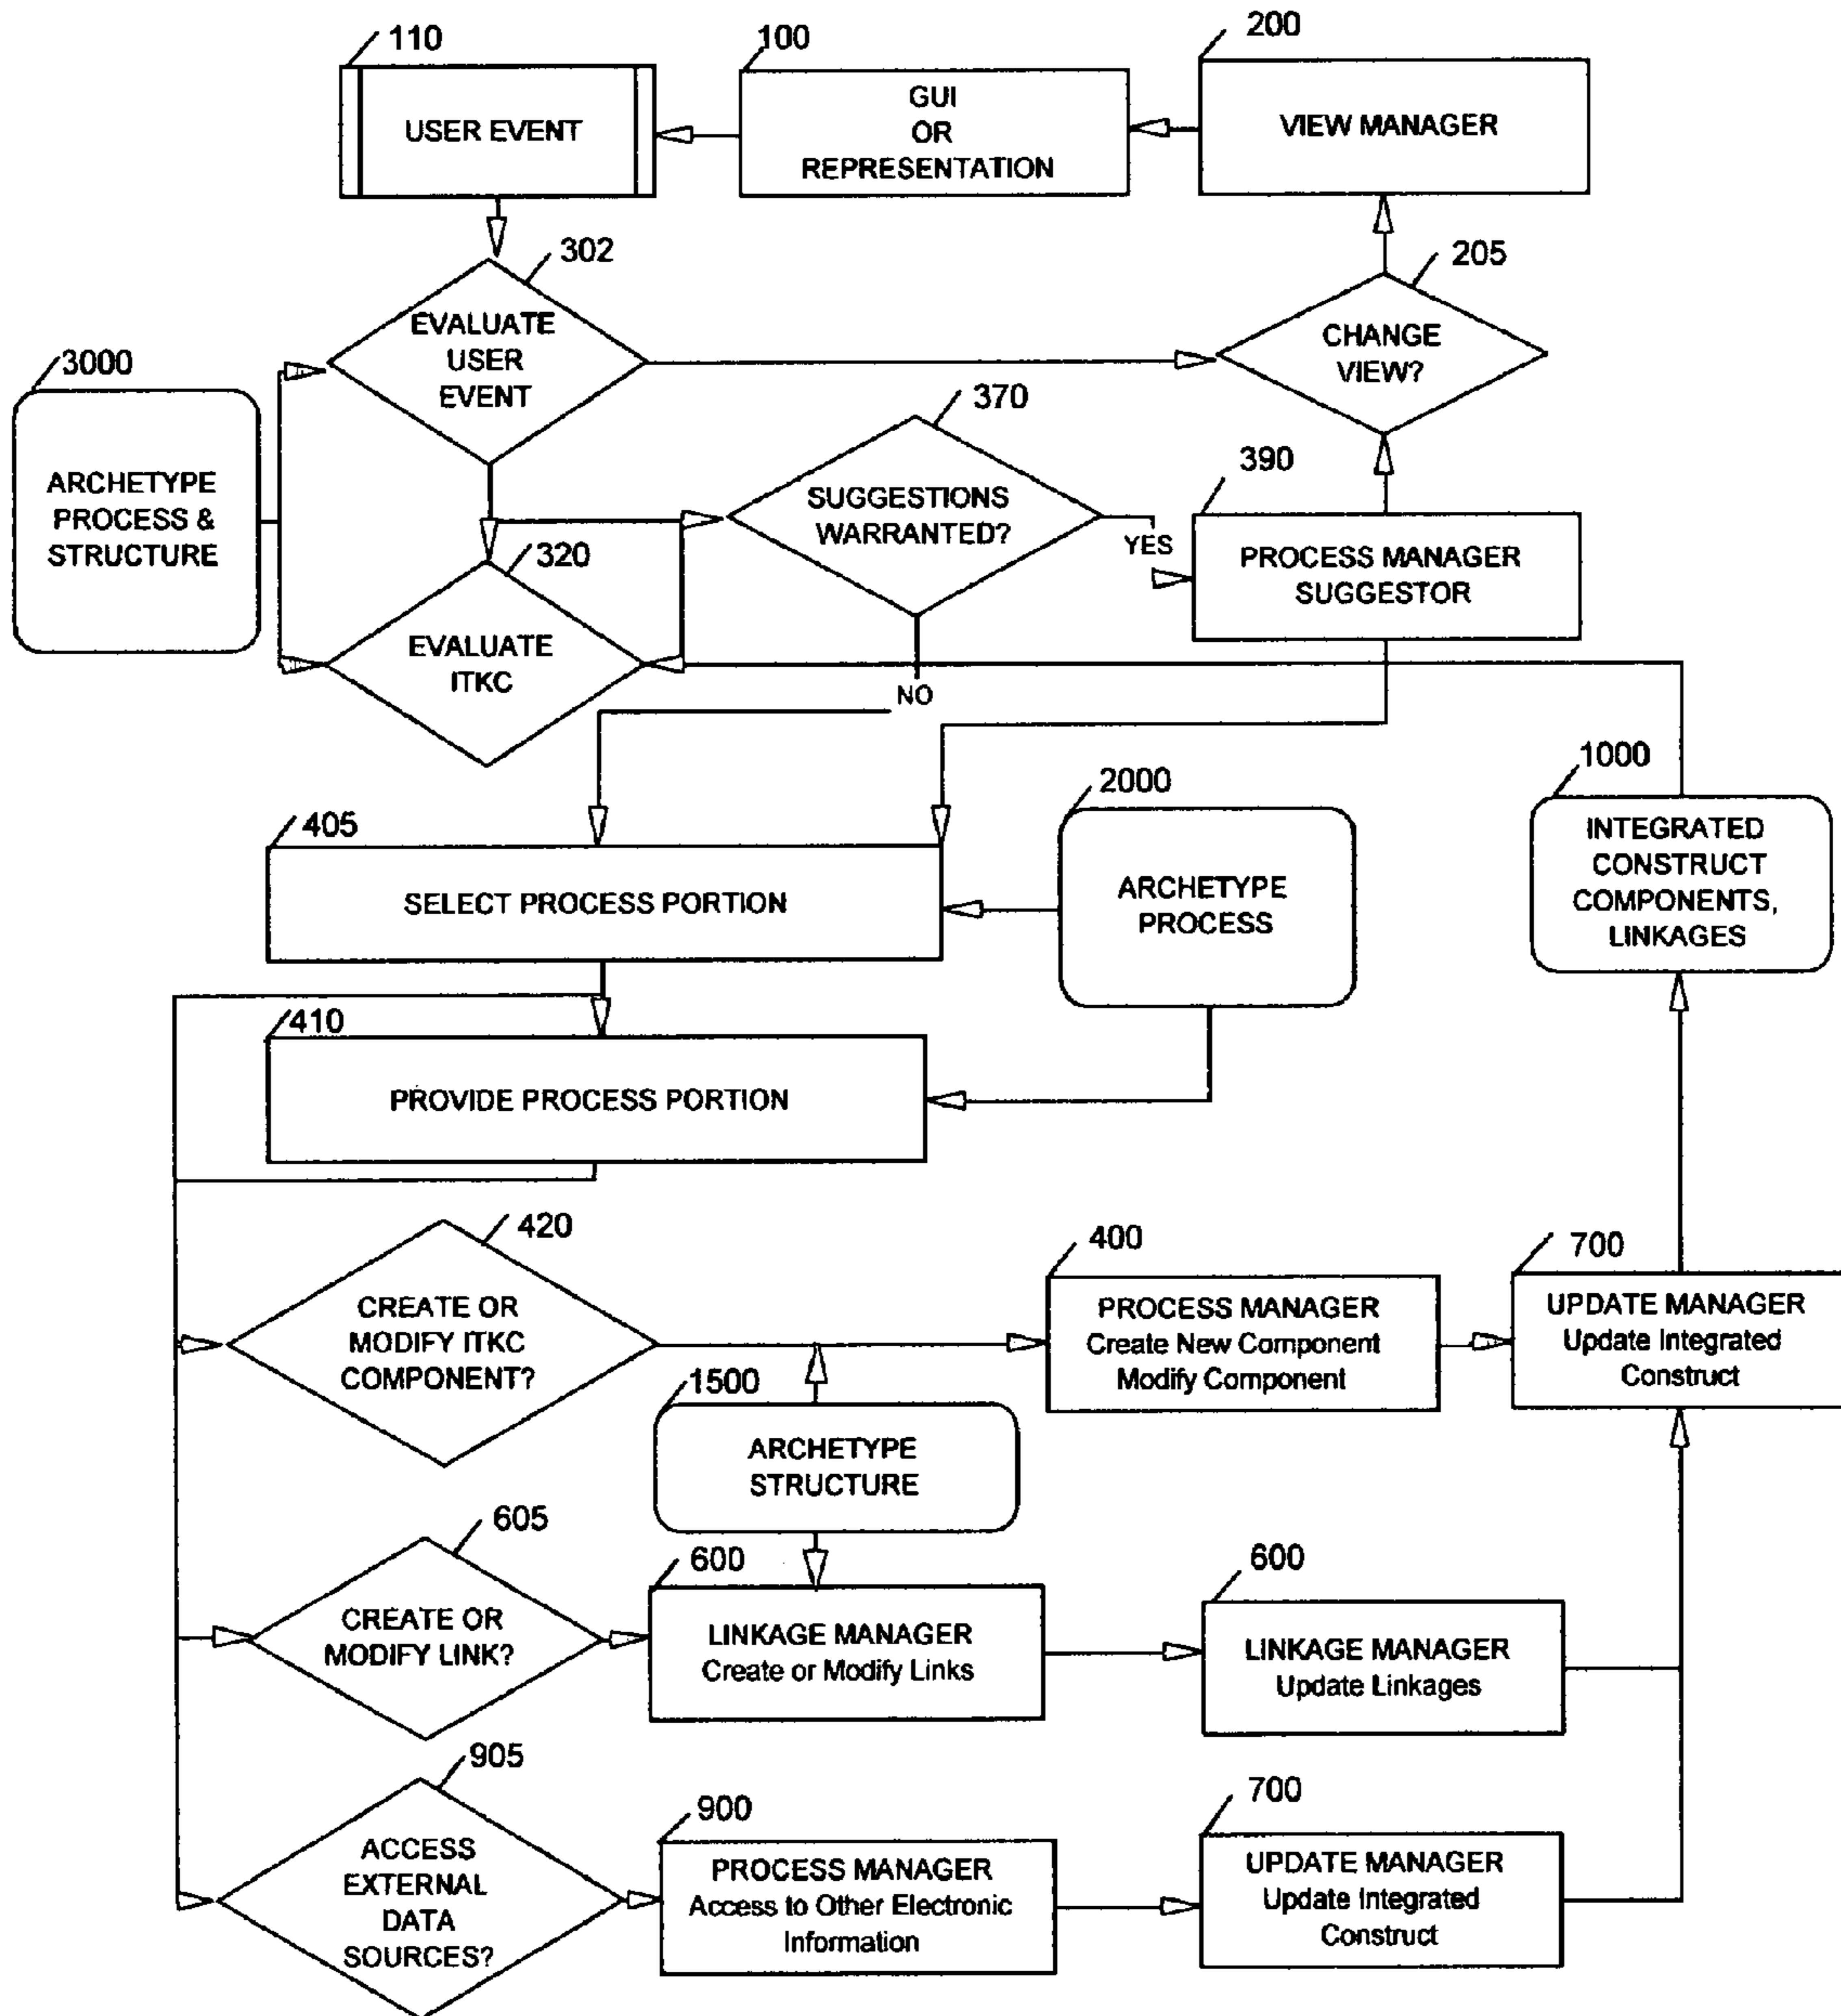 110
USER EVENT
100
GUI
OR
REPRESENTATION
200
VIEW MANAGER
302
EVALUATE
USER
EVENT
205
CHANGE
VIEW?
3000
ARCHETYPE
PROCESS &
STRUCTURE
370
SUGGESTIONS
WARRANTED?
YES
NO
390
PROCESS MANAGER
SUGGESTOR
320
EVALUATE
ITKC
405
SELECT PROCESS PORTION
2000
ARCHETYPE
PROCESS
1000
INTEGRATED
CONSTRUCT
COMPONENTS,
LINKAGES
410
PROVIDE PROCESS PORTION
420
CREATE OR
MODIFY ITKC
COMPONENT?
400
PROCESS MANAGER
Create New Component
Modify Component
700
UPDATE MANAGER
Update Integrated
Construct
1500
ARCHETYPE
STRUCTURE
605
CREATE OR
MODIFY LINK?
600
LINKAGE MANAGER
Create or Modify Links
600
LINKAGE MANAGER
Update Linkages
905
ACCESS
EXTERNAL
DATA
SOURCES?
900
PROCESS MANAGER
Access to Other Electronic
Information
700
UPDATE MANAGER
Update Integrated
Construct